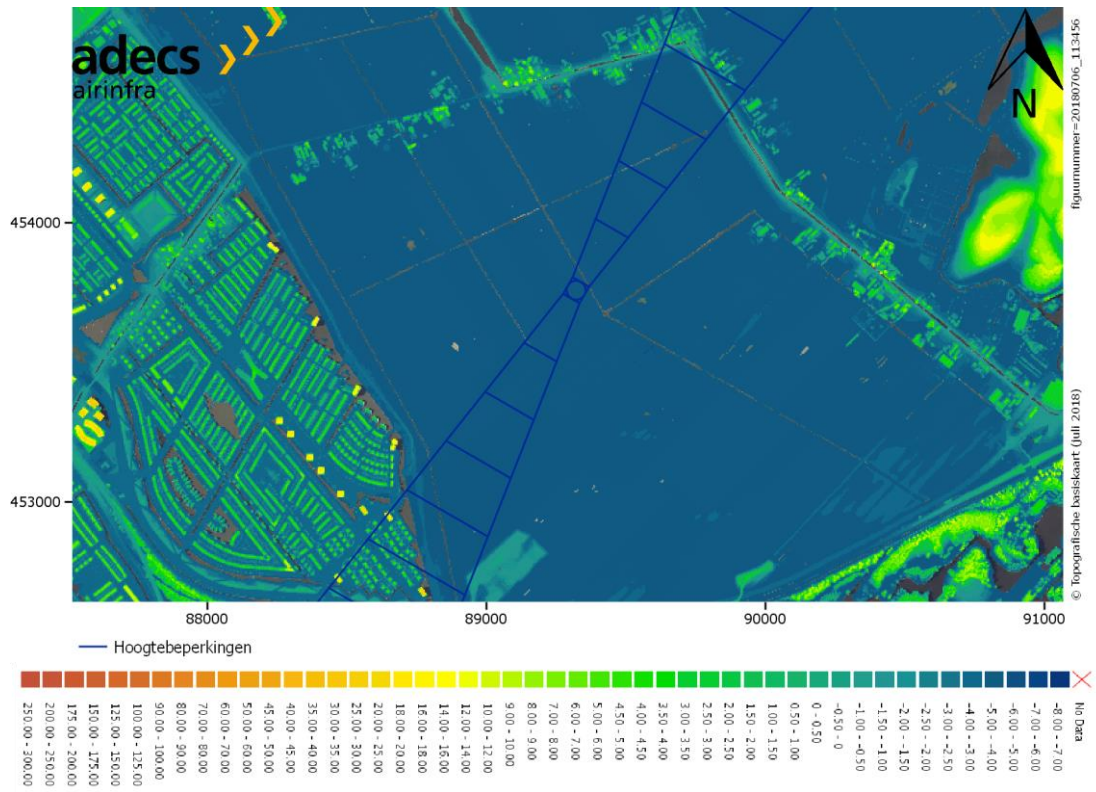 adecs
airinfra
N
figuurnummer=20180706_113456
454000
453000
© Topografische basiskaart (juli 2018)
88000
89000
90000
91000
Hoogtebeperkingen
250.00 - 300.00
200.00 - 250.00
175.00 - 200.00
150.00 - 175.00
125.00 - 150.00
100.00 - 125.00
90.00 - 100.00
80.00 - 90.00
70.00 - 80.00
60.00 - 70.00
50.00 - 60.00
45.00 - 50.00
40.00 - 45.00
35.00 - 40.00
30.00 - 35.00
25.00 - 30.00
20.00 - 25.00
18.00 - 20.00
16.00 - 18.00
14.00 - 16.00
12.00 - 14.00
10.00 - 12.00
9.00 - 10.00
8.00 - 9.00
7.00 - 8.00
6.00 - 7.00
5.00 - 6.00
4.50 - 5.00
4.00 - 4.50
3.50 - 4.00
3.00 - 3.50
2.50 - 3.00
2.00 - 2.50
1.50 - 2.00
1.00 - 1.50
0.50 - 1.00
0 - 0.50
-0.50 - 0
-1.00 - -0.50
-1.50 - -1.00
-2.00 - -1.50
-2.50 - -2.00
-3.00 - -2.50
-4.00 - -3.00
-5.00 - -4.00
-6.00 - -5.00
-7.00 - -6.00
-8.00 - -7.00
No Data